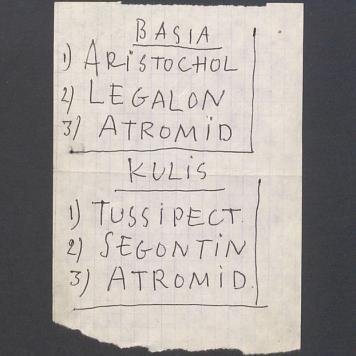 BASIA
1) ARISTOCHOL
2) LEGALON
3) ATROMID
KULIS
1) TUSSIPECT.
2) SEGONTIN
3) ATROMID.